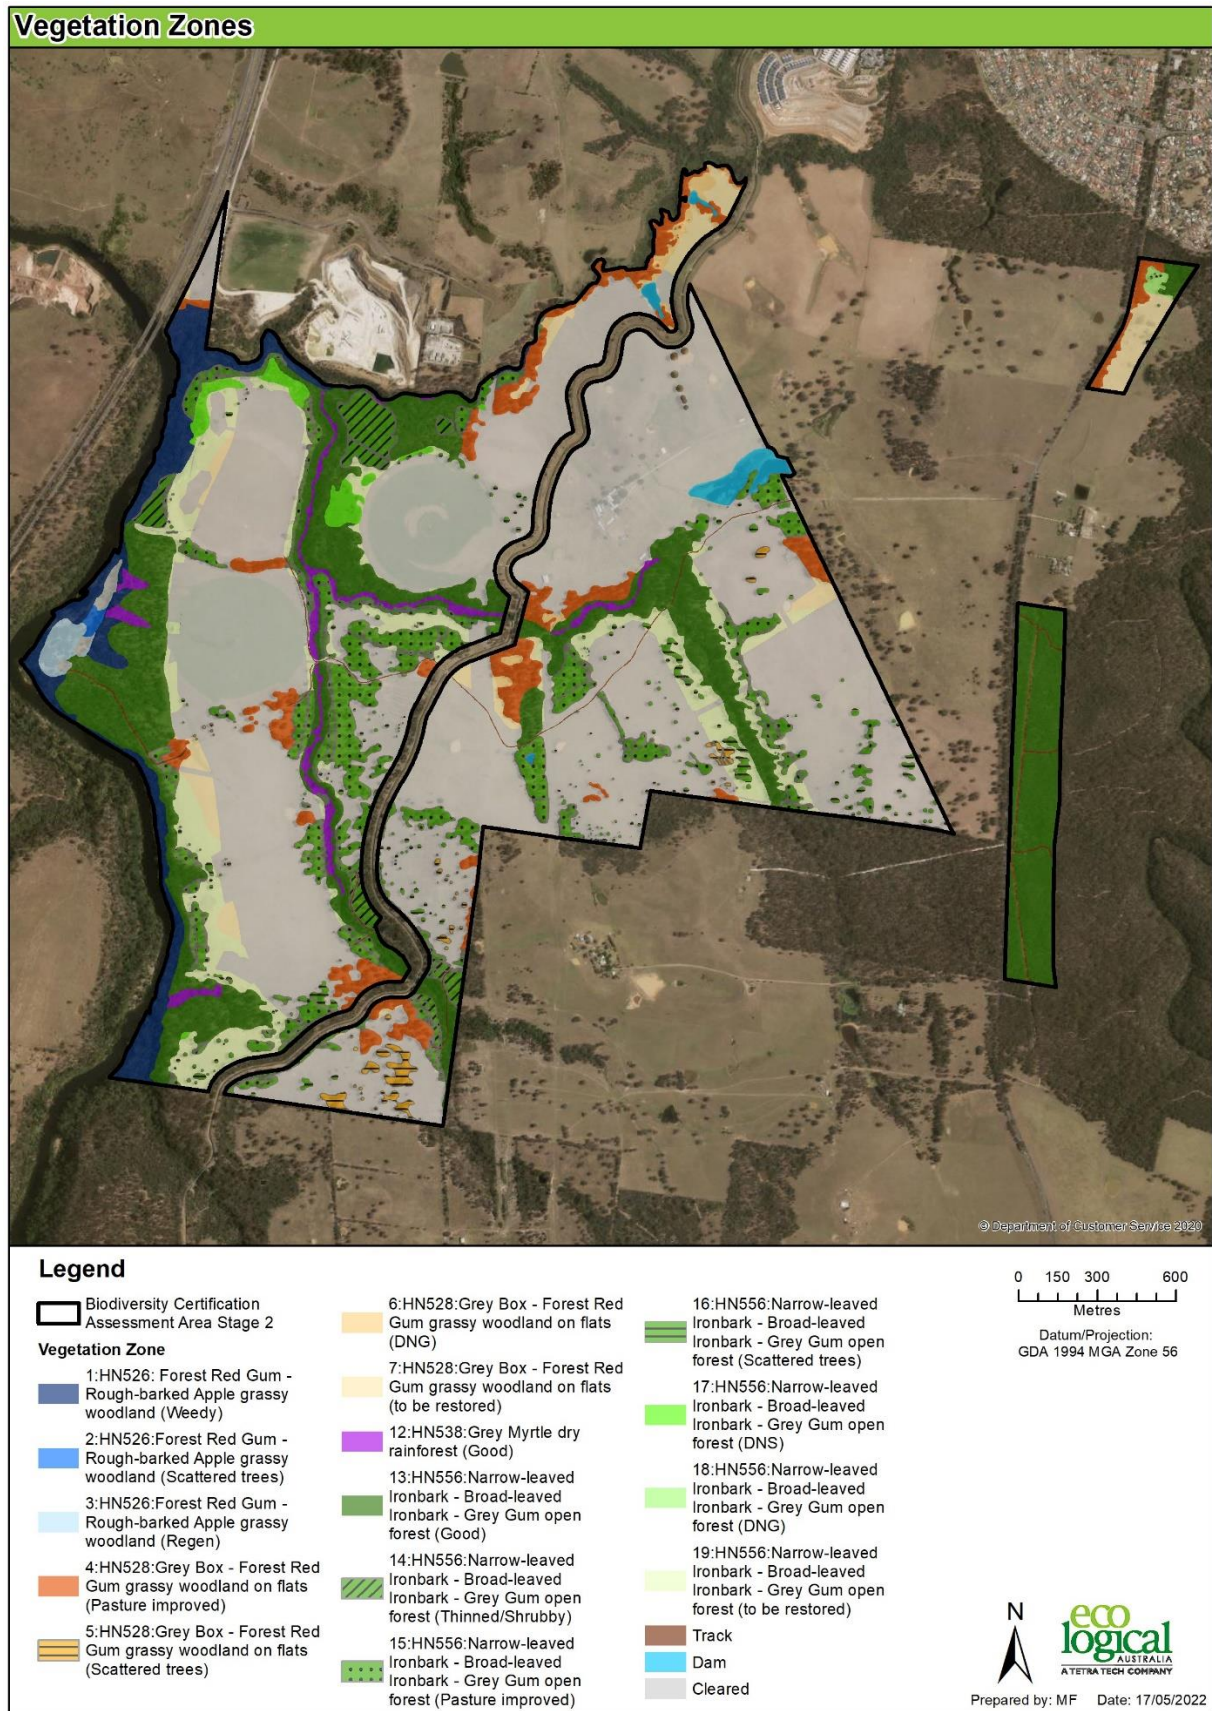 Vegetation Zones
© Department of Customer Service 2020
Legend
Biodiversity Certification
Assessment Area Stage 2
Vegetation Zone
1:HN526: Forest Red Gum -
Rough-barked Apple grassy
woodland (Weedy)
2:HN526:Forest Red Gum -
Rough-barked Apple grassy
woodland (Scattered trees)
3:HN526:Forest Red Gum -
Rough-barked Apple grassy
woodland (Regen)
4:HN528:Grey Box - Forest Red
Gum grassy woodland on flats
(Pasture improved)
5:HN528:Grey Box - Forest Red
Gum grassy woodland on flats
(Scattered trees)
6:HN528:Grey Box - Forest Red
Gum grassy woodland on flats
(DNG)
7:HN528:Grey Box - Forest Red
Gum grassy woodland on flats
(to be restored)
12:HN538:Grey Myrtle dry
rainforest (Good)
13:HN556:Narrow-leaved
Ironbark - Broad-leaved
Ironbark - Grey Gum open
forest (Good)
14:HN556:Narrow-leaved
Ironbark - Broad-leaved
Ironbark - Grey Gum open
forest (Thinned/Shrubby)
15:HN556:Narrow-leaved
Ironbark - Broad-leaved
Ironbark - Grey Gum open
forest (Pasture improved)
16:HN556:Narrow-leaved
Ironbark - Broad-leaved
Ironbark - Grey Gum open
forest (Scattered trees)
17:HN556:Narrow-leaved
Ironbark - Broad-leaved
Ironbark - Grey Gum open
forest (DNS)
18:HN556:Narrow-leaved
Ironbark - Broad-leaved
Ironbark - Grey Gum open
forest (DNG)
19:HN556:Narrow-leaved
Ironbark - Broad-leaved
Ironbark - Grey Gum open
forest (to be restored)
Track
Dam
Cleared
0 150 300 600
Metres
Datum/Projection:
GDA 1994 MGA Zone 56
N
eco
logical
AUSTRALIA
A TETRA TECH COMPANY
Prepared by: MF Date: 17/05/2022